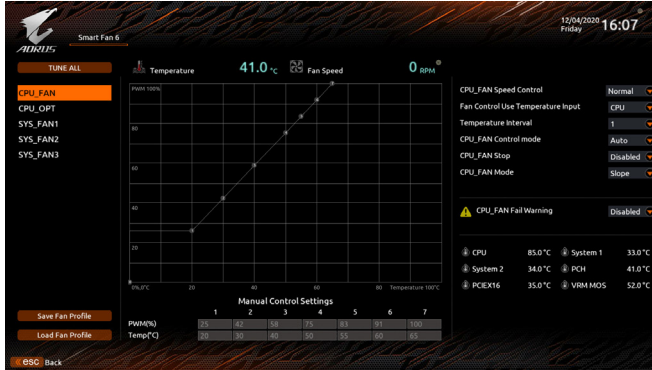 12/04/2020
Friday 16:07
AORUS
Smart Fan 6
TUNE ALL
Temperature 41.0 °C Fan Speed 0 RPM
CPU_FAN
CPU_OPT
SYS_FAN1
SYS_FAN2
SYS_FAN3
PWM 100%
80
60
40
20
0%,0°C 20 40 60 80 Temperature 100°C
CPU_FAN Speed Control Normal
Fan Control Use Temperature Input CPU
Temperature Interval 1
CPU_FAN Control mode Auto
CPU_FAN Stop Disabled
CPU_FAN Mode Slope
CPU_FAN Fail Warning Disabled
CPU 85.0°C System 1 33.0°C
System 2 34.0°C PCH 41.0°C
PCIEX16 35.0°C VRM MOS 52.0°C
Manual Control Settings
1 2 3 4 5 6 7
PWM(%) 25 42 58 75 83 91 100
Temp(°C) 20 30 40 50 55 60 65
Save Fan Profile
Load Fan Profile
esc Back